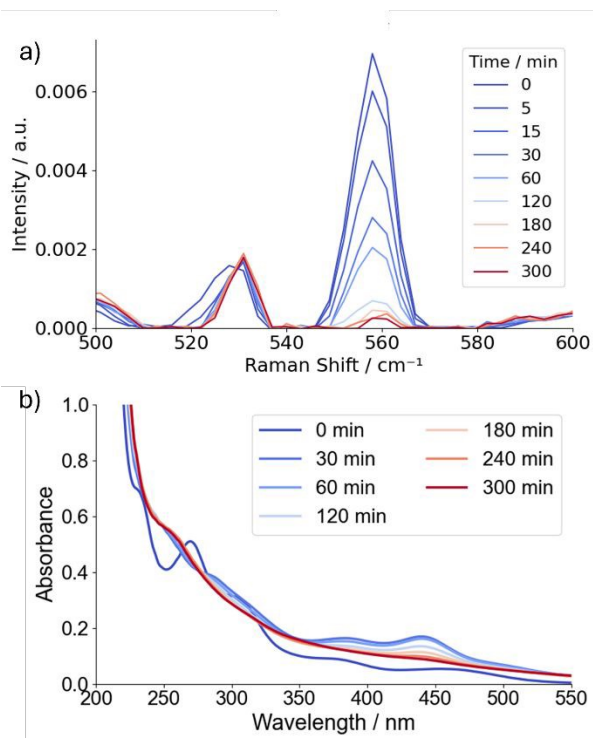 a)
Time / min
0
5
15
30
60
120
180
240
300
0.006
0.004
0.002
0.000
Intensity / a.u.
500 520 540 560 580 600
Raman Shift / cm⁻¹
b)
0 min 180 min
30 min 240 min
60 min 300 min
120 min
1.0
0.8
0.6
0.4
0.2
0.0
Absorbance
200 250 300 350 400 450 500 550
Wavelength / nm